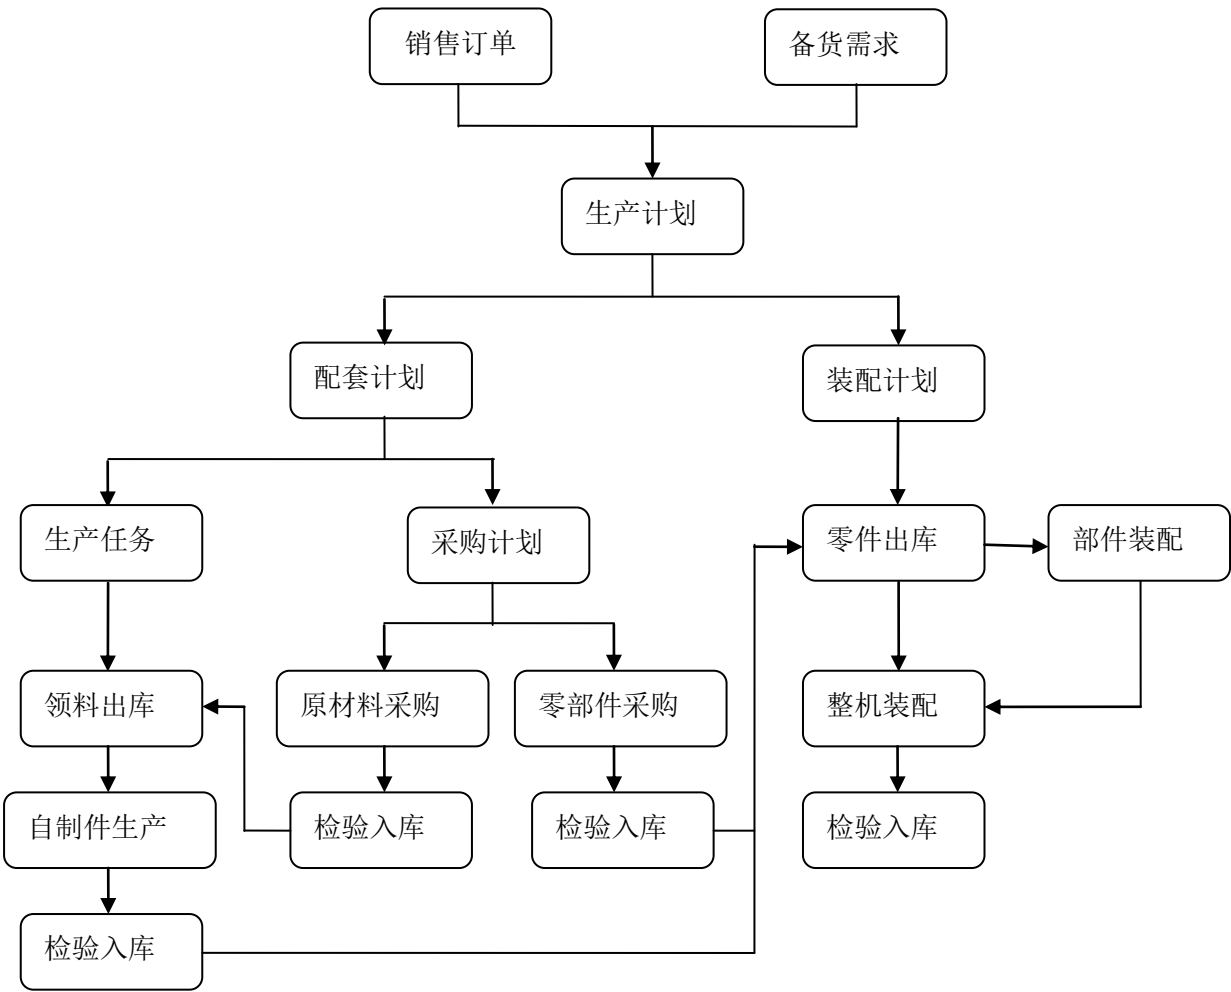 销售订单
备货需求
生产计划
配套计划
装配计划
生产任务
采购计划
零件出库
部件装配
领料出库
原材料采购
零部件采购
整机装配
自制件生产
检验入库
检验入库
检验入库
检验入库